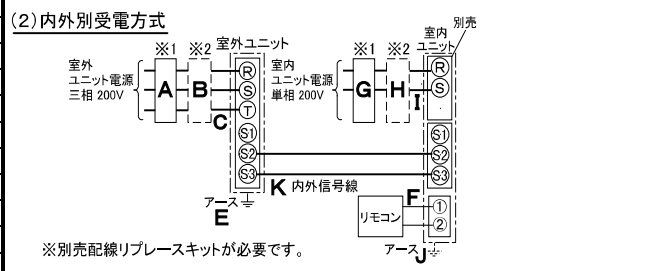 (2)内外別受電方式
別売
※1 ※2 室外ユニット
※1 ※2 室内
ユニット
室外
ユニット電源
三相 200V
A
B
C
R
S
T
S1
S2
S3
室内
ユニット電源
単相 200V
G
H
I
R
S
S1
S2
S3
K 内外信号線
アース
E
リモコン
F
①
②
アース
J
※別売配線リプレースキットが必要です。